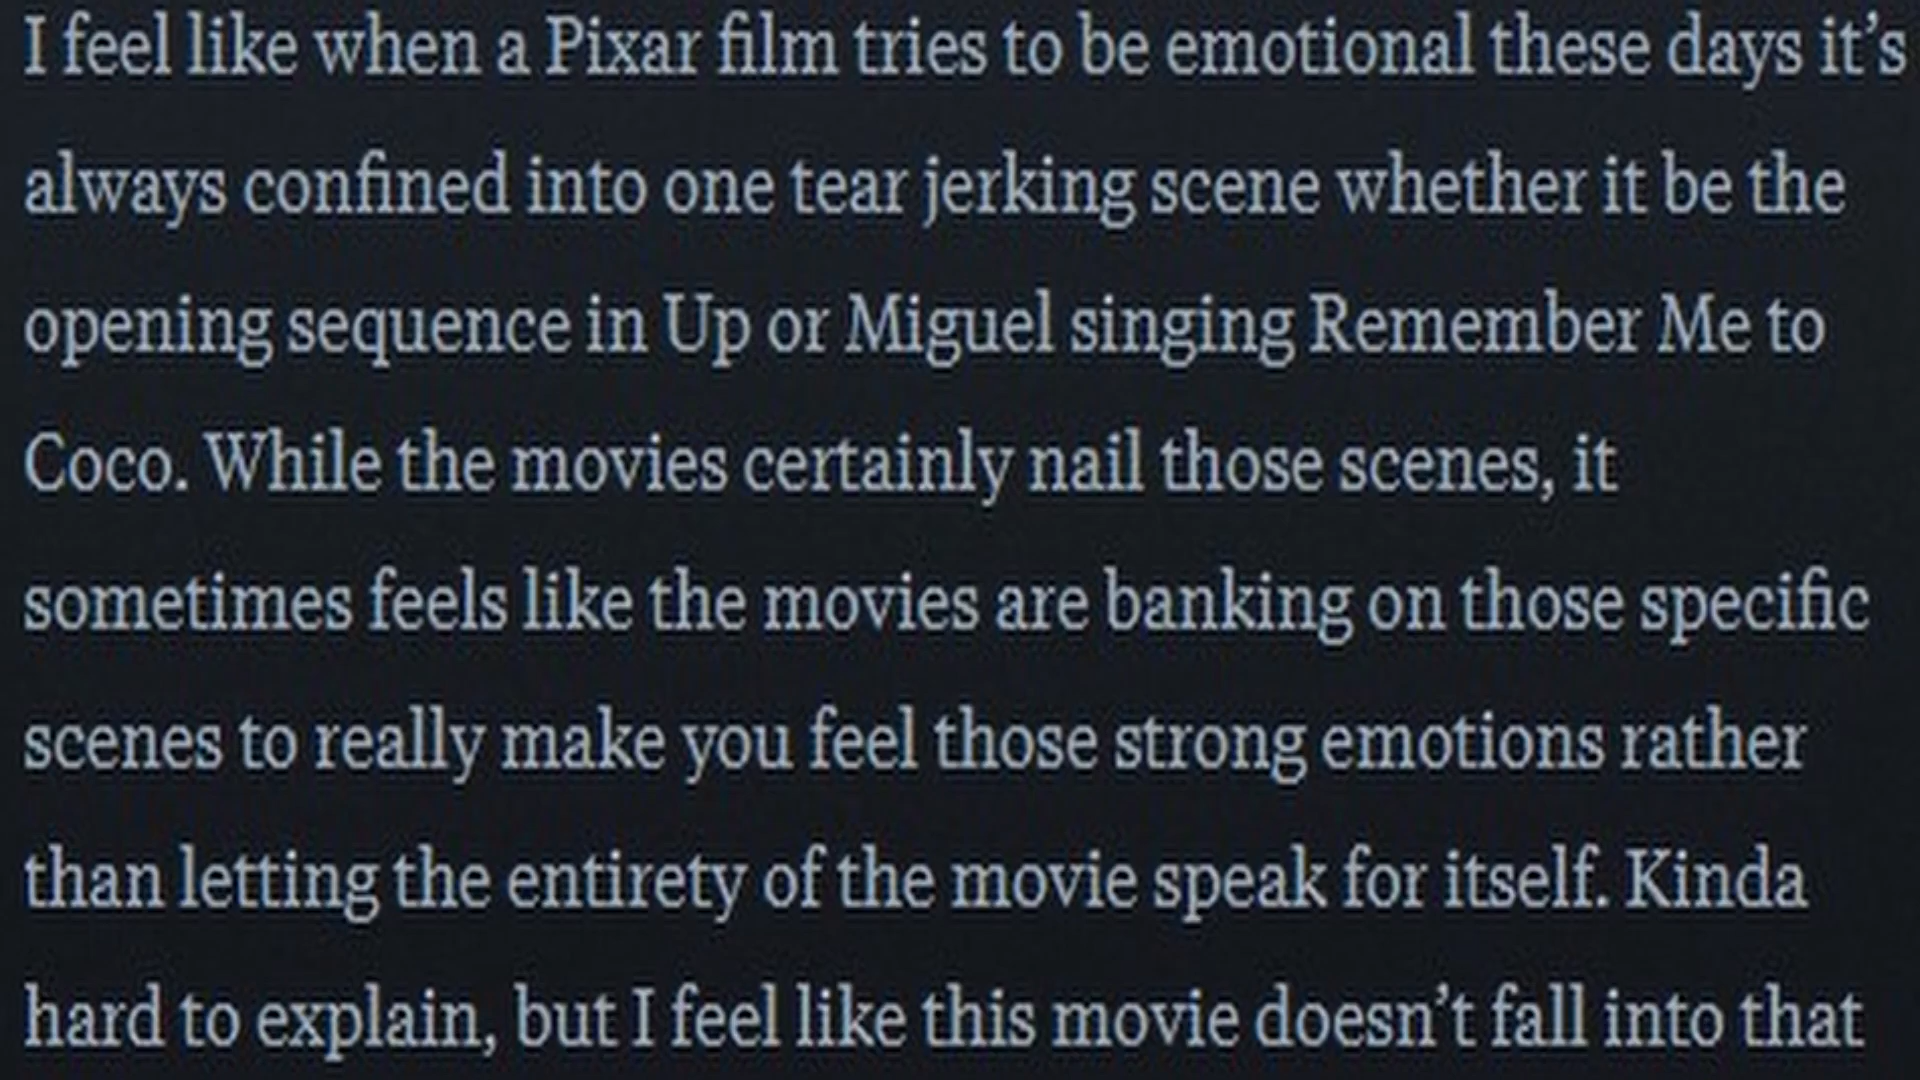 I feel like when a Pixar film tries to be emotional these days it’s
always confined into one tear jerking scene whether it be the
opening sequence in Up or Miguel singing Remember Me to
Coco. While the movies certainly nail those scenes, it
sometimes feels like the movies are banking on those specific
scenes to really make you feel those strong emotions rather
than letting the entirety of the movie speak for itself. Kinda
hard to explain, but I feel like this movie doesn’t fall into that